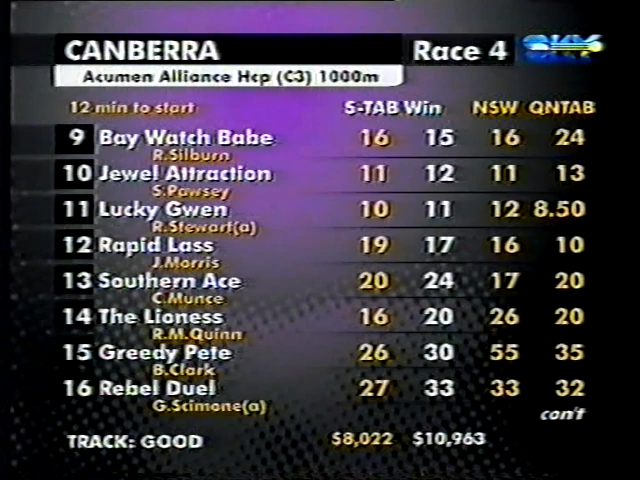 CANBERRA Race 4 SKY
Acumen Alliance Hcp (C3) 1000m
12 min to start S-TAB Win NSW QNTAB
9 Bay Watch Babe 16 15 16 24
R.Silburn
10 Jewel Attraction 11 12 11 13
S.Pawsey
11 Lucky Gwen 10 11 12 8.50
R.Stewart(a)
12 Rapid Lass 19 17 16 10
J.Morris
13 Southern Ace 20 24 17 20
C.Munce
14 The Lioness 16 20 26 20
R.M.Quinn
15 Greedy Pete 26 30 55 35
B.Clark
16 Rebel Duel 27 33 33 32
G.Scimone(a)
con't
TRACK: GOOD $8,022 $10,963